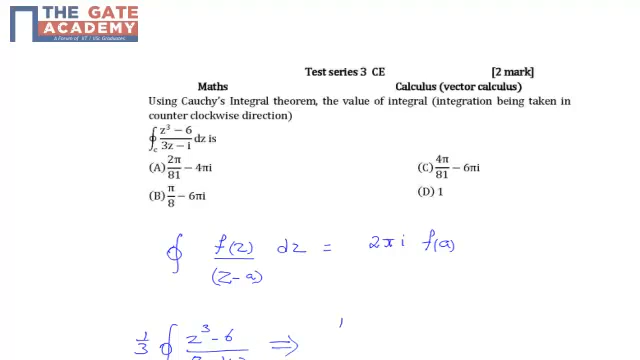 THE GATE
ACADEMY
A Forum of IIT / IISc Graduates
Test series 3 CE [2 mark]
Maths Calculus (vector calculus)
Using Cauchy's Integral theorem, the value of integral (integration being taken in
counter clockwise direction)
∮c (z³ − 6)/(3z − i) dz is
(A) 2π/81 − 4πi (C) 4π/81 − 6πi
(B) π/8 − 6πi (D) 1
∮ f(z)/(z-a) dz = 2πi f(a)
1/3 ∮ z³-6 ⇒